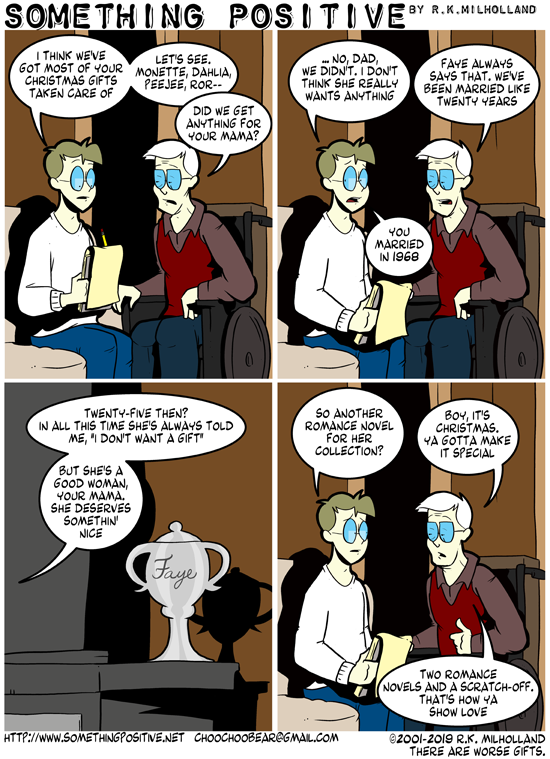 SOMETHING POSITIVE BY R.K.MILHOLLAND
I THINK WE'VE
GOT MOST OF YOUR
CHRISTMAS GIFTS
TAKEN CARE OF
LET'S SEE.
MONETTE, DAHLIA,
PEEJEE, ROR--
DID WE GET
ANYTHING FOR
YOUR MAMA?
... NO, DAD,
WE DIDN'T. I DON'T
THINK SHE REALLY
WANTS ANYTHING
FAYE ALWAYS
SAYS THAT. WE'VE
BEEN MARRIED LIKE
TWENTY YEARS
YOU
MARRIED
IN 1968
TWENTY-FIVE THEN?
IN ALL THIS TIME SHE'S ALWAYS TOLD
ME, "I DON'T WANT A GIFT"
BUT SHE'S A
GOOD WOMAN,
YOUR MAMA.
SHE DESERVES
SOMETHIN'
NICE
Faye
SO ANOTHER
ROMANCE NOVEL
FOR HER
COLLECTION?
BOY, IT'S
CHRISTMAS.
YA GOTTA MAKE
IT SPECIAL
TWO ROMANCE
NOVELS AND A SCRATCH-OFF.
THAT'S HOW YA
SHOW LOVE
HTTP://WWW.SOMETHINGPOSITIVE.NET CHOOCHOOBEAR@GMAIL.COM
©2001-2019 R.K. MILHOLLAND
THERE ARE WORSE GIFTS.